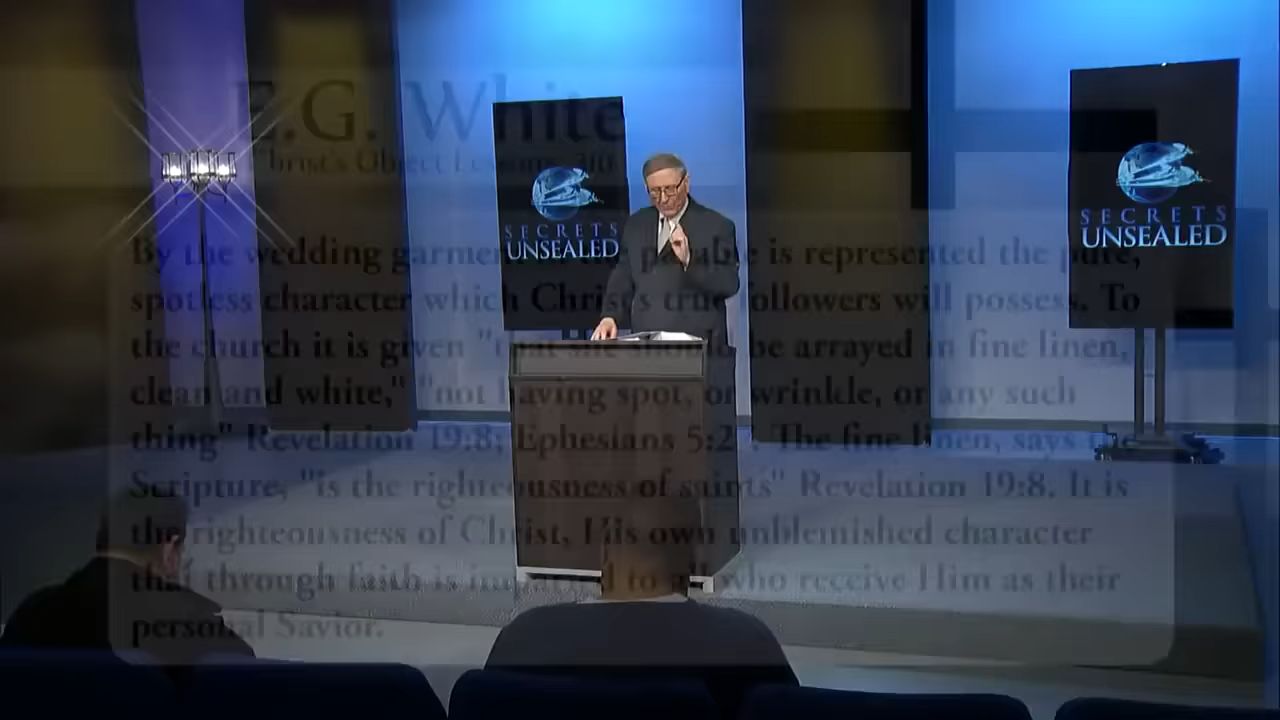 E.G. White
Christ's Object Lessons, 310
SECRETS
UNSEALED
SECRETS
UNSEALED
By the wedding garment the parable is represented the pure,
spotless character which Christ's true followers will possess. To
the church it is given "that she should be arrayed in fine linen,
clean and white," "not having spot, or wrinkle, or any such
thing" Revelation 19:8; Ephesians The fine linen, says the
Scripture, "is the righteousness of saints" Revelation 19:8. It is
the righteousness of Christ, His own unblemished character
that through faith is imparted to all who receive Him as their
personal Savior.